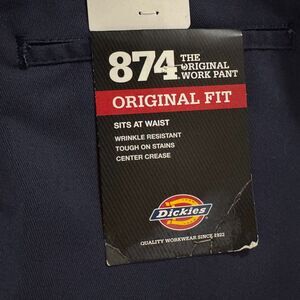 874 THE ORIGINAL WORK PANT
ORIGINAL FIT
SITS AT WAIST
WRINKLE RESISTANT
TOUGH ON STAINS
CENTER CREASE
Dickies
QUALITY WORKWEAR SINCE 1922